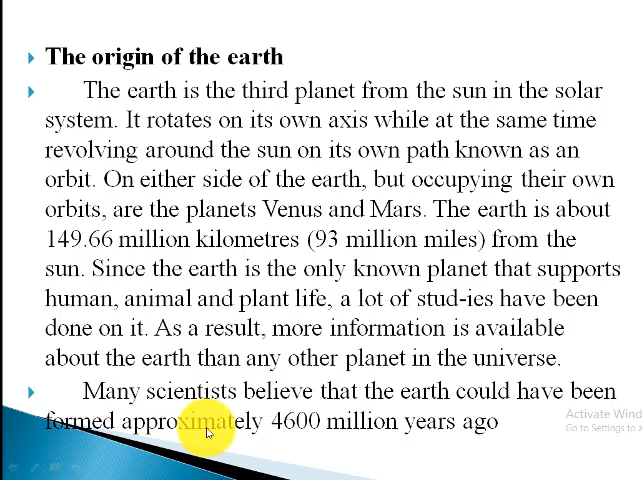 The origin of the earth
The earth is the third planet from the sun in the solar
system. It rotates on its own axis while at the same time
revolving around the sun on its own path known as an
orbit. On either side of the earth, but occupying their own
orbits, are the planets Venus and Mars. The earth is about
149.66 million kilometres (93 million miles) from the
sun. Since the earth is the only known planet that supports
human, animal and plant life, a lot of stud-ies have been
done on it. As a result, more information is available
about the earth than any other planet in the universe.
Many scientists believe that the earth could have been
formed approximately 4600 million years ago
Activate Wind
Go to Settings to a